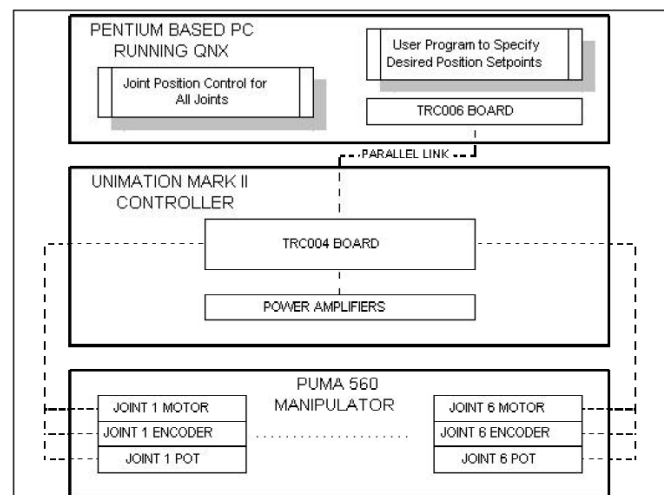 PENTIUM BASED PC
RUNNING QNX
Joint Position Control for
All Joints
User Program to Specify
Desired Position Setpoints
TRC006 BOARD
PARALLEL LINK
UNIMATION MARK II
CONTROLLER
TRC004 BOARD
POWER AMPLIFIERS
PUMA 560
MANIPULATOR
JOINT 1 MOTOR
JOINT 1 ENCODER
JOINT 1 POT
JOINT 6 MOTOR
JOINT 6 ENCODER
JOINT 6 POT